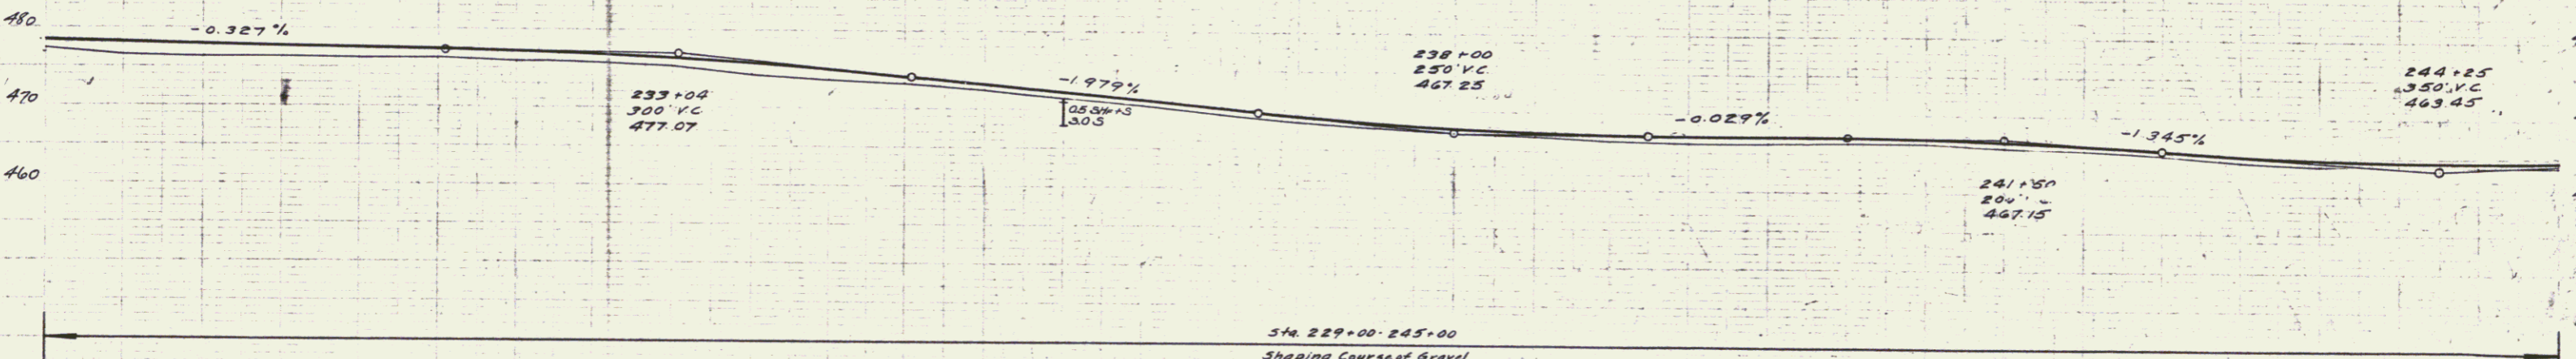 480
-0.327%
470
460
233+04
300' V.C.
477.07
-1.979%
3.0 S
238+00
250' V.C.
467.25
-0.029%
241+50
467.15
-1.345%
244+25
350' V.C.
463.45
Sta. 229+00-245+00
Shaping Course of Gravel